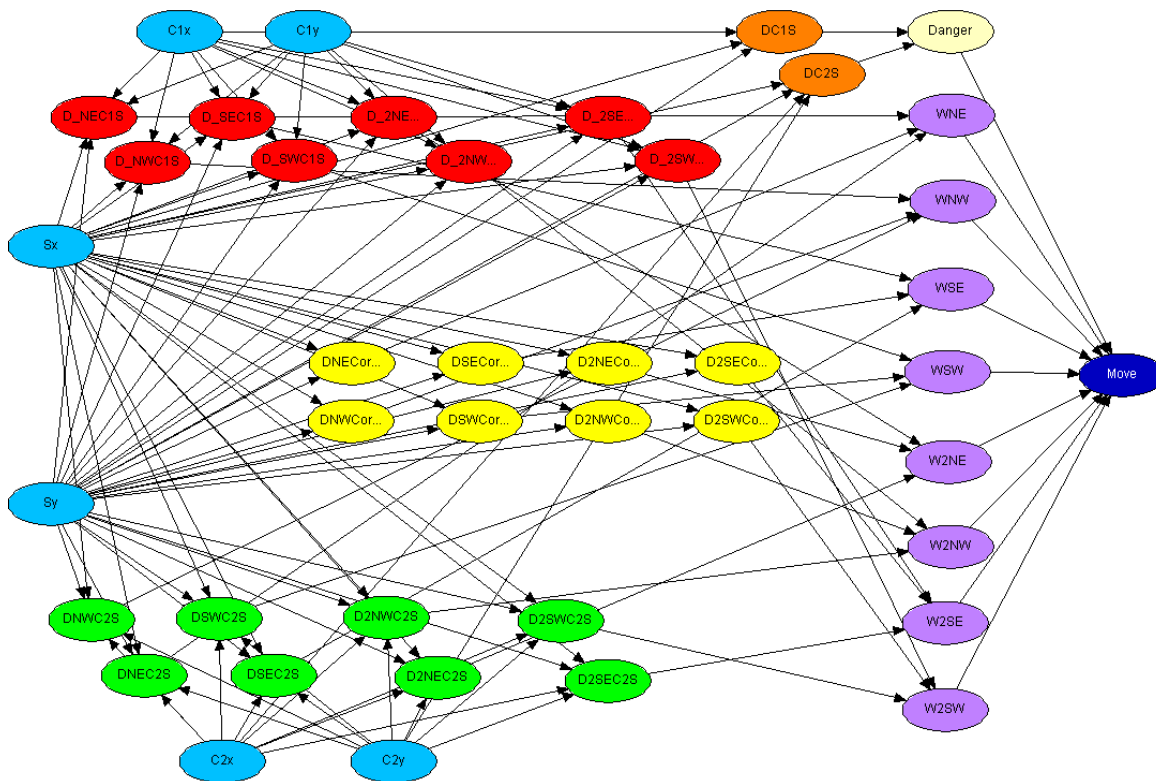 C1x
C1y
DC1S
Danger
DC2S
D_NEC1S
D_SEC1S
D_2NE...
D_2SE...
WNE
D_NWC1S
D_SWC1S
D_2NW...
D_2SW...
WNW
Sx
WSE
DNECor...
DSECor...
D2NECo...
D2SECo...
WSW
Move
DNWCor...
DSWCor...
D2NWCo...
D2SWCo...
W2NE
Sy
W2NW
DNWC2S
DSWC2S
D2NWC2S
D2SWC2S
W2SE
DNEC2S
DSEC2S
D2NEC2S
D2SEC2S
W2SW
C2x
C2y